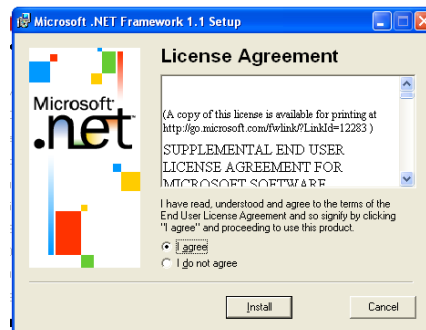 Microsoft .NET Framework 1.1 Setup
License Agreement
Microsoft
.net
(A copy of this license is available for printing at
http://go.microsoft.com/fwlink/?LinkId=12283 )
SUPPLEMENTAL END USER
LICENSE AGREEMENT FOR
MICROSOFT SOFTWARE
I have read, understood and agree to the terms of the
End User License Agreement and so signify by clicking
"I agree" and proceeding to use this product.
I agree
I do not agree
Install
Cancel